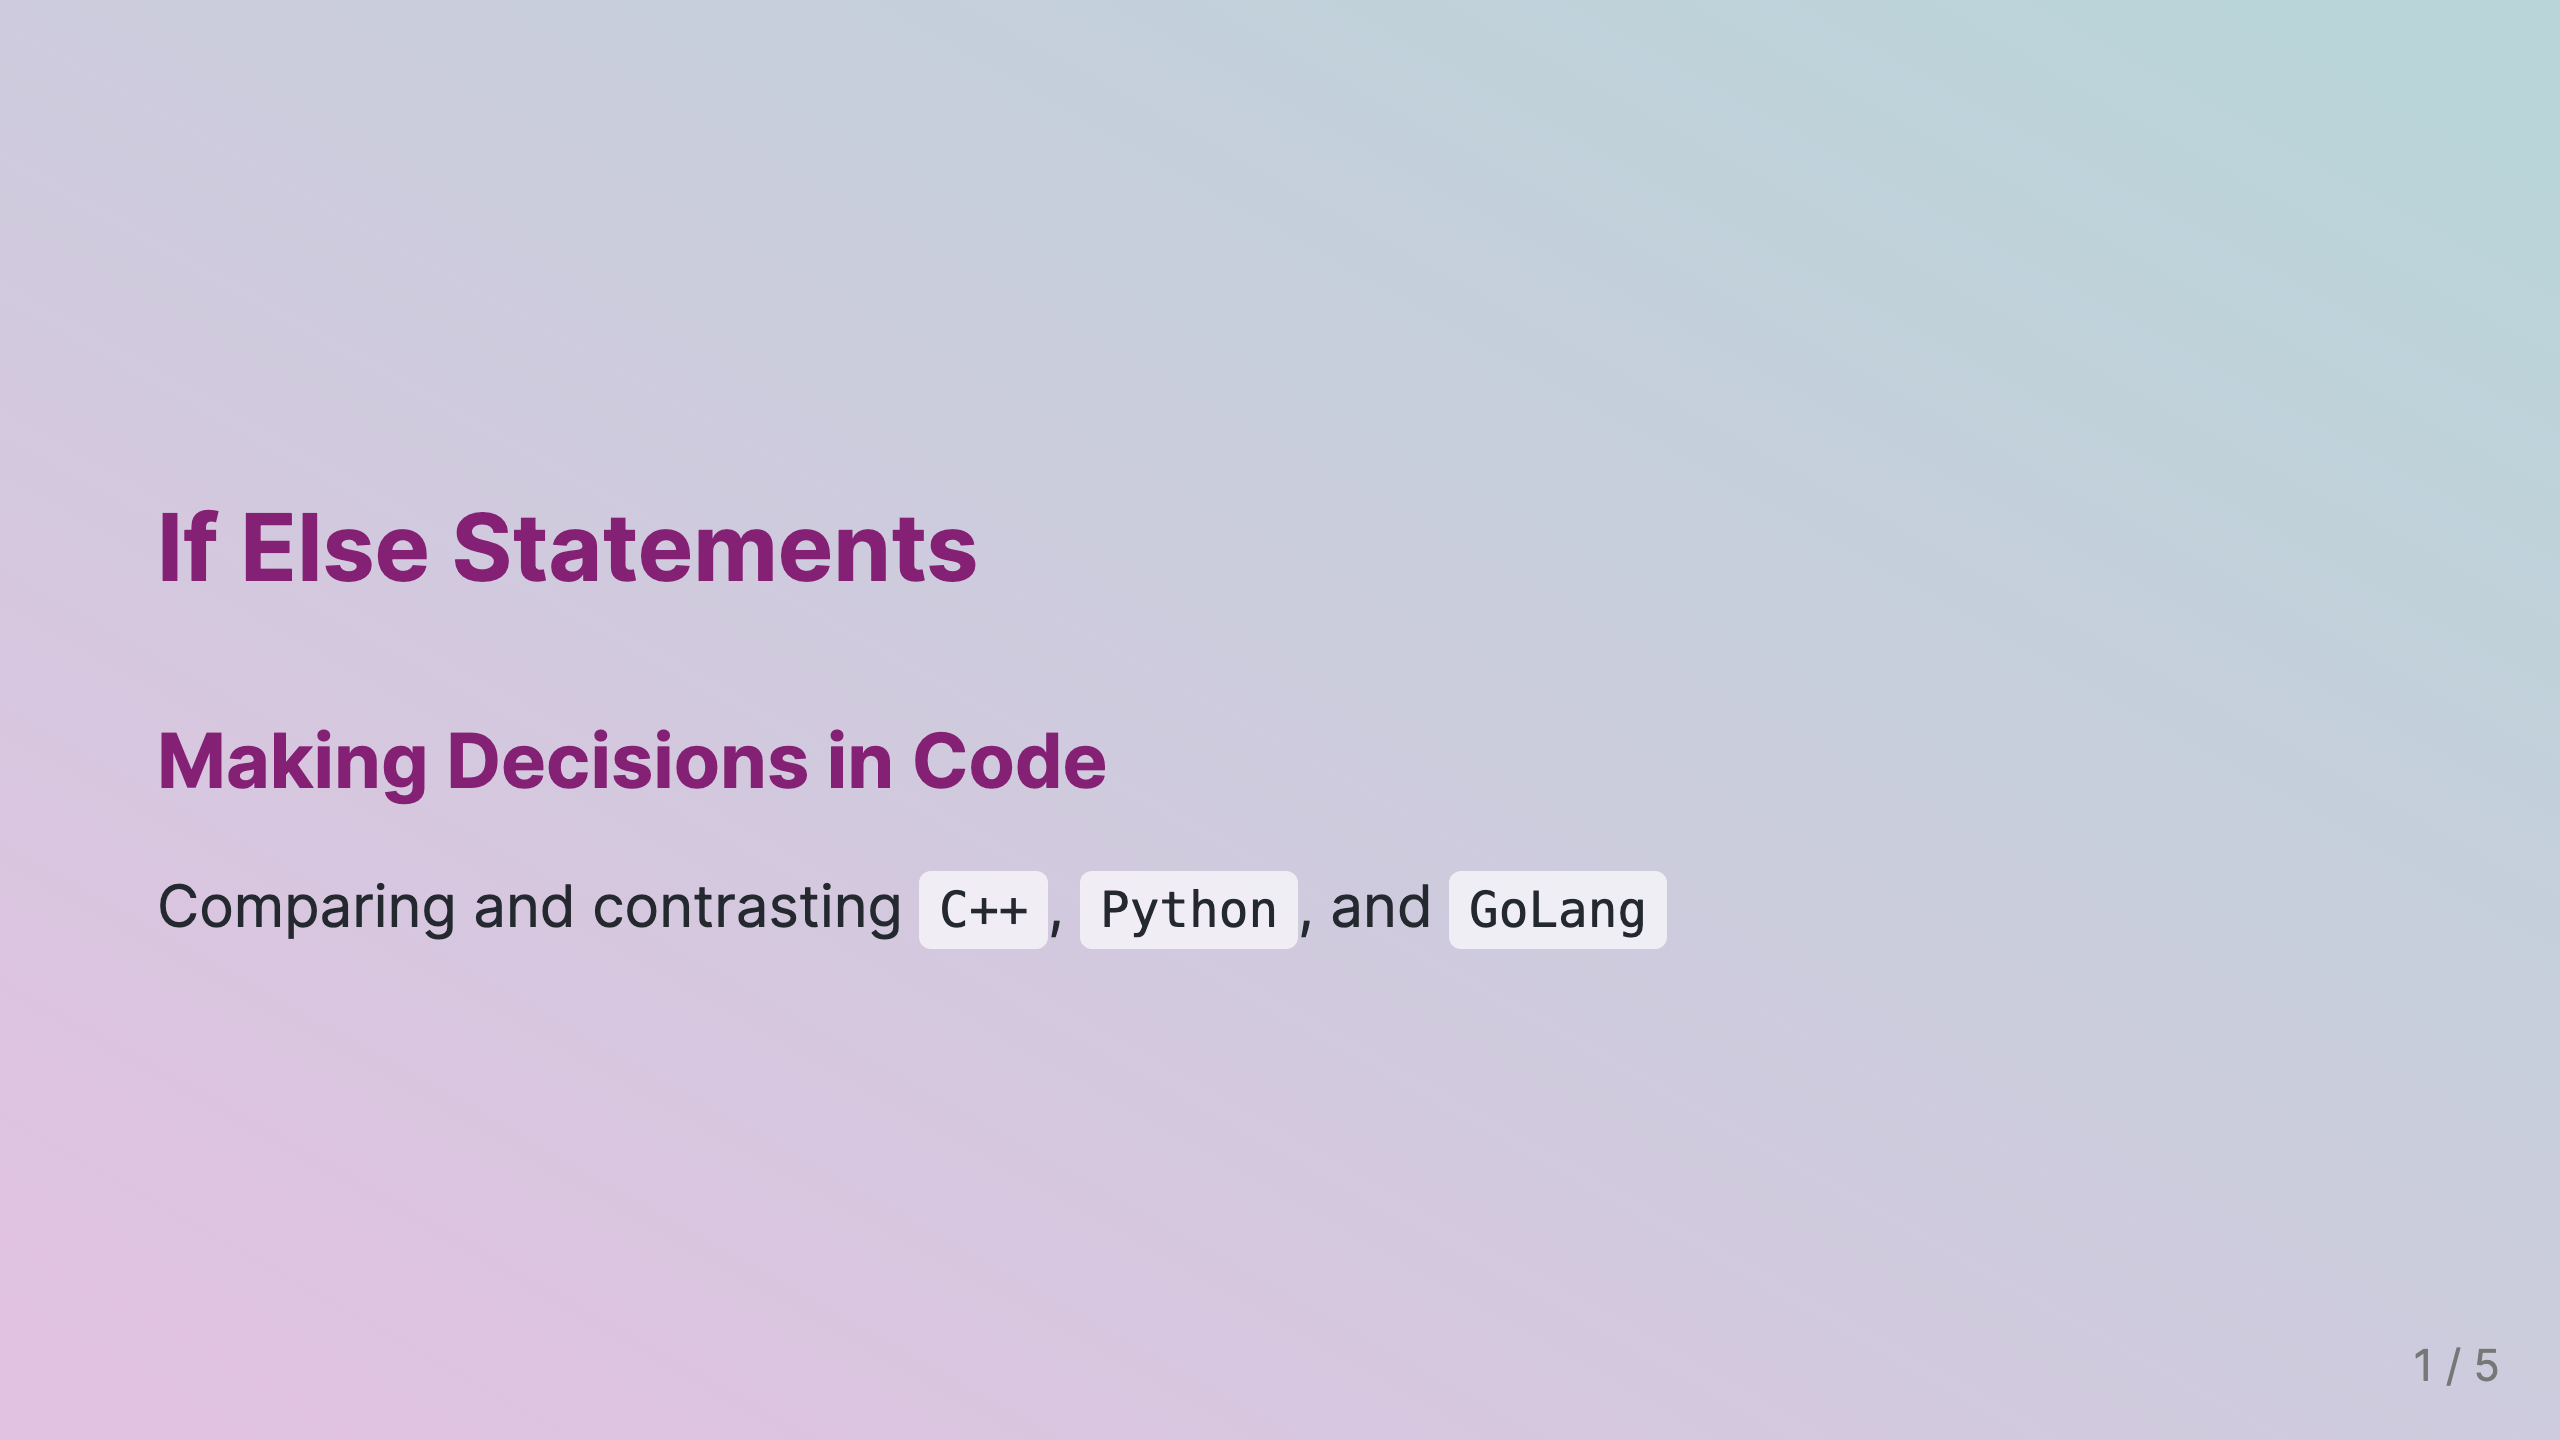 If Else Statements
Making Decisions in Code
Comparing and contrasting C++, Python, and GoLang
1 / 5